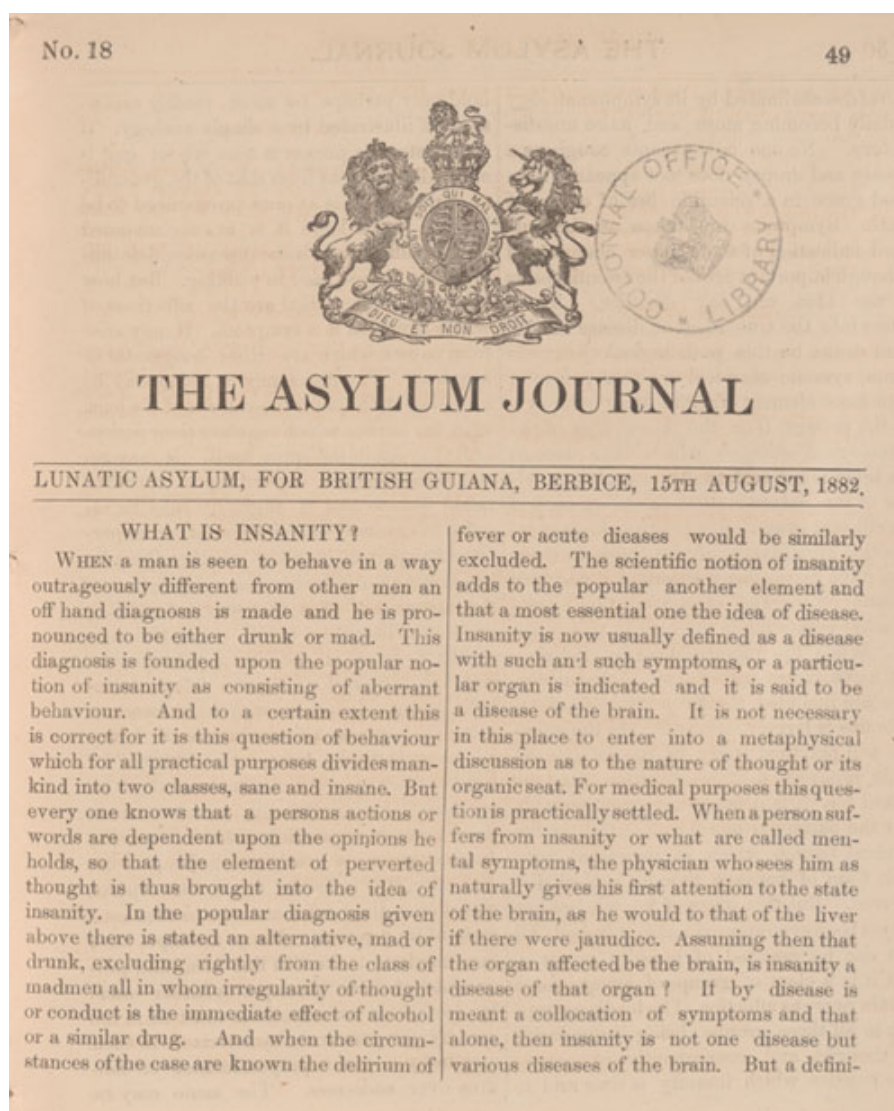 No. 18
49
SOIT QUI MAL
DIEU ET MON DROIT
COLONIAL OFFICE
LIBRARY
THE ASYLUM JOURNAL
LUNATIC ASYLUM, FOR BRITISH GUIANA, BERBICE, 15TH AUGUST, 1882.
WHAT IS INSANITY?
WHEN a man is seen to behave in a way
outrageously different from other men an
off hand diagnosis is made and he is pro-
nounced to be either drunk or mad. This
diagnosis is founded upon the popular no-
tion of insanity as consisting of aberrant
behaviour. And to a certain extent this
is correct for it is this question of behaviour
which for all practical purposes divides man-
kind into two classes, sane and insane. But
every one knows that a persons actions or
words are dependent upon the opinions he
holds, so that the element of perverted
thought is thus brought into the idea of
insanity. In the popular diagnosis given
above there is stated an alternative, mad or
drunk, excluding rightly from the class of
madmen all in whom irregularity of thought
or conduct is the immediate effect of alcohol
or a similar drug. And when the circum-
stances of the case are known the delirium of
fever or acute dieases would be similarly
excluded. The scientific notion of insanity
adds to the popular another element and
that a most essential one the idea of disease.
Insanity is now usually defined as a disease
with such and such symptoms, or a particu-
lar organ is indicated and it is said to be
a disease of the brain. It is not necessary
in this place to enter into a metaphysical
discussion as to the nature of thought or its
organic seat. For medical purposes this ques-
tion is practically settled. When a person suf-
fers from insanity or what are called men-
tal symptoms, the physician who sees him as
naturally gives his first attention to the state
of the brain, as he would to that of the liver
if there were jauudice. Assuming then that
the organ affected be the brain, is insanity a
disease of that organ? It by disease is
meant a collocation of symptoms and that
alone, then insanity is not one disease but
various diseases of the brain. But a defini-